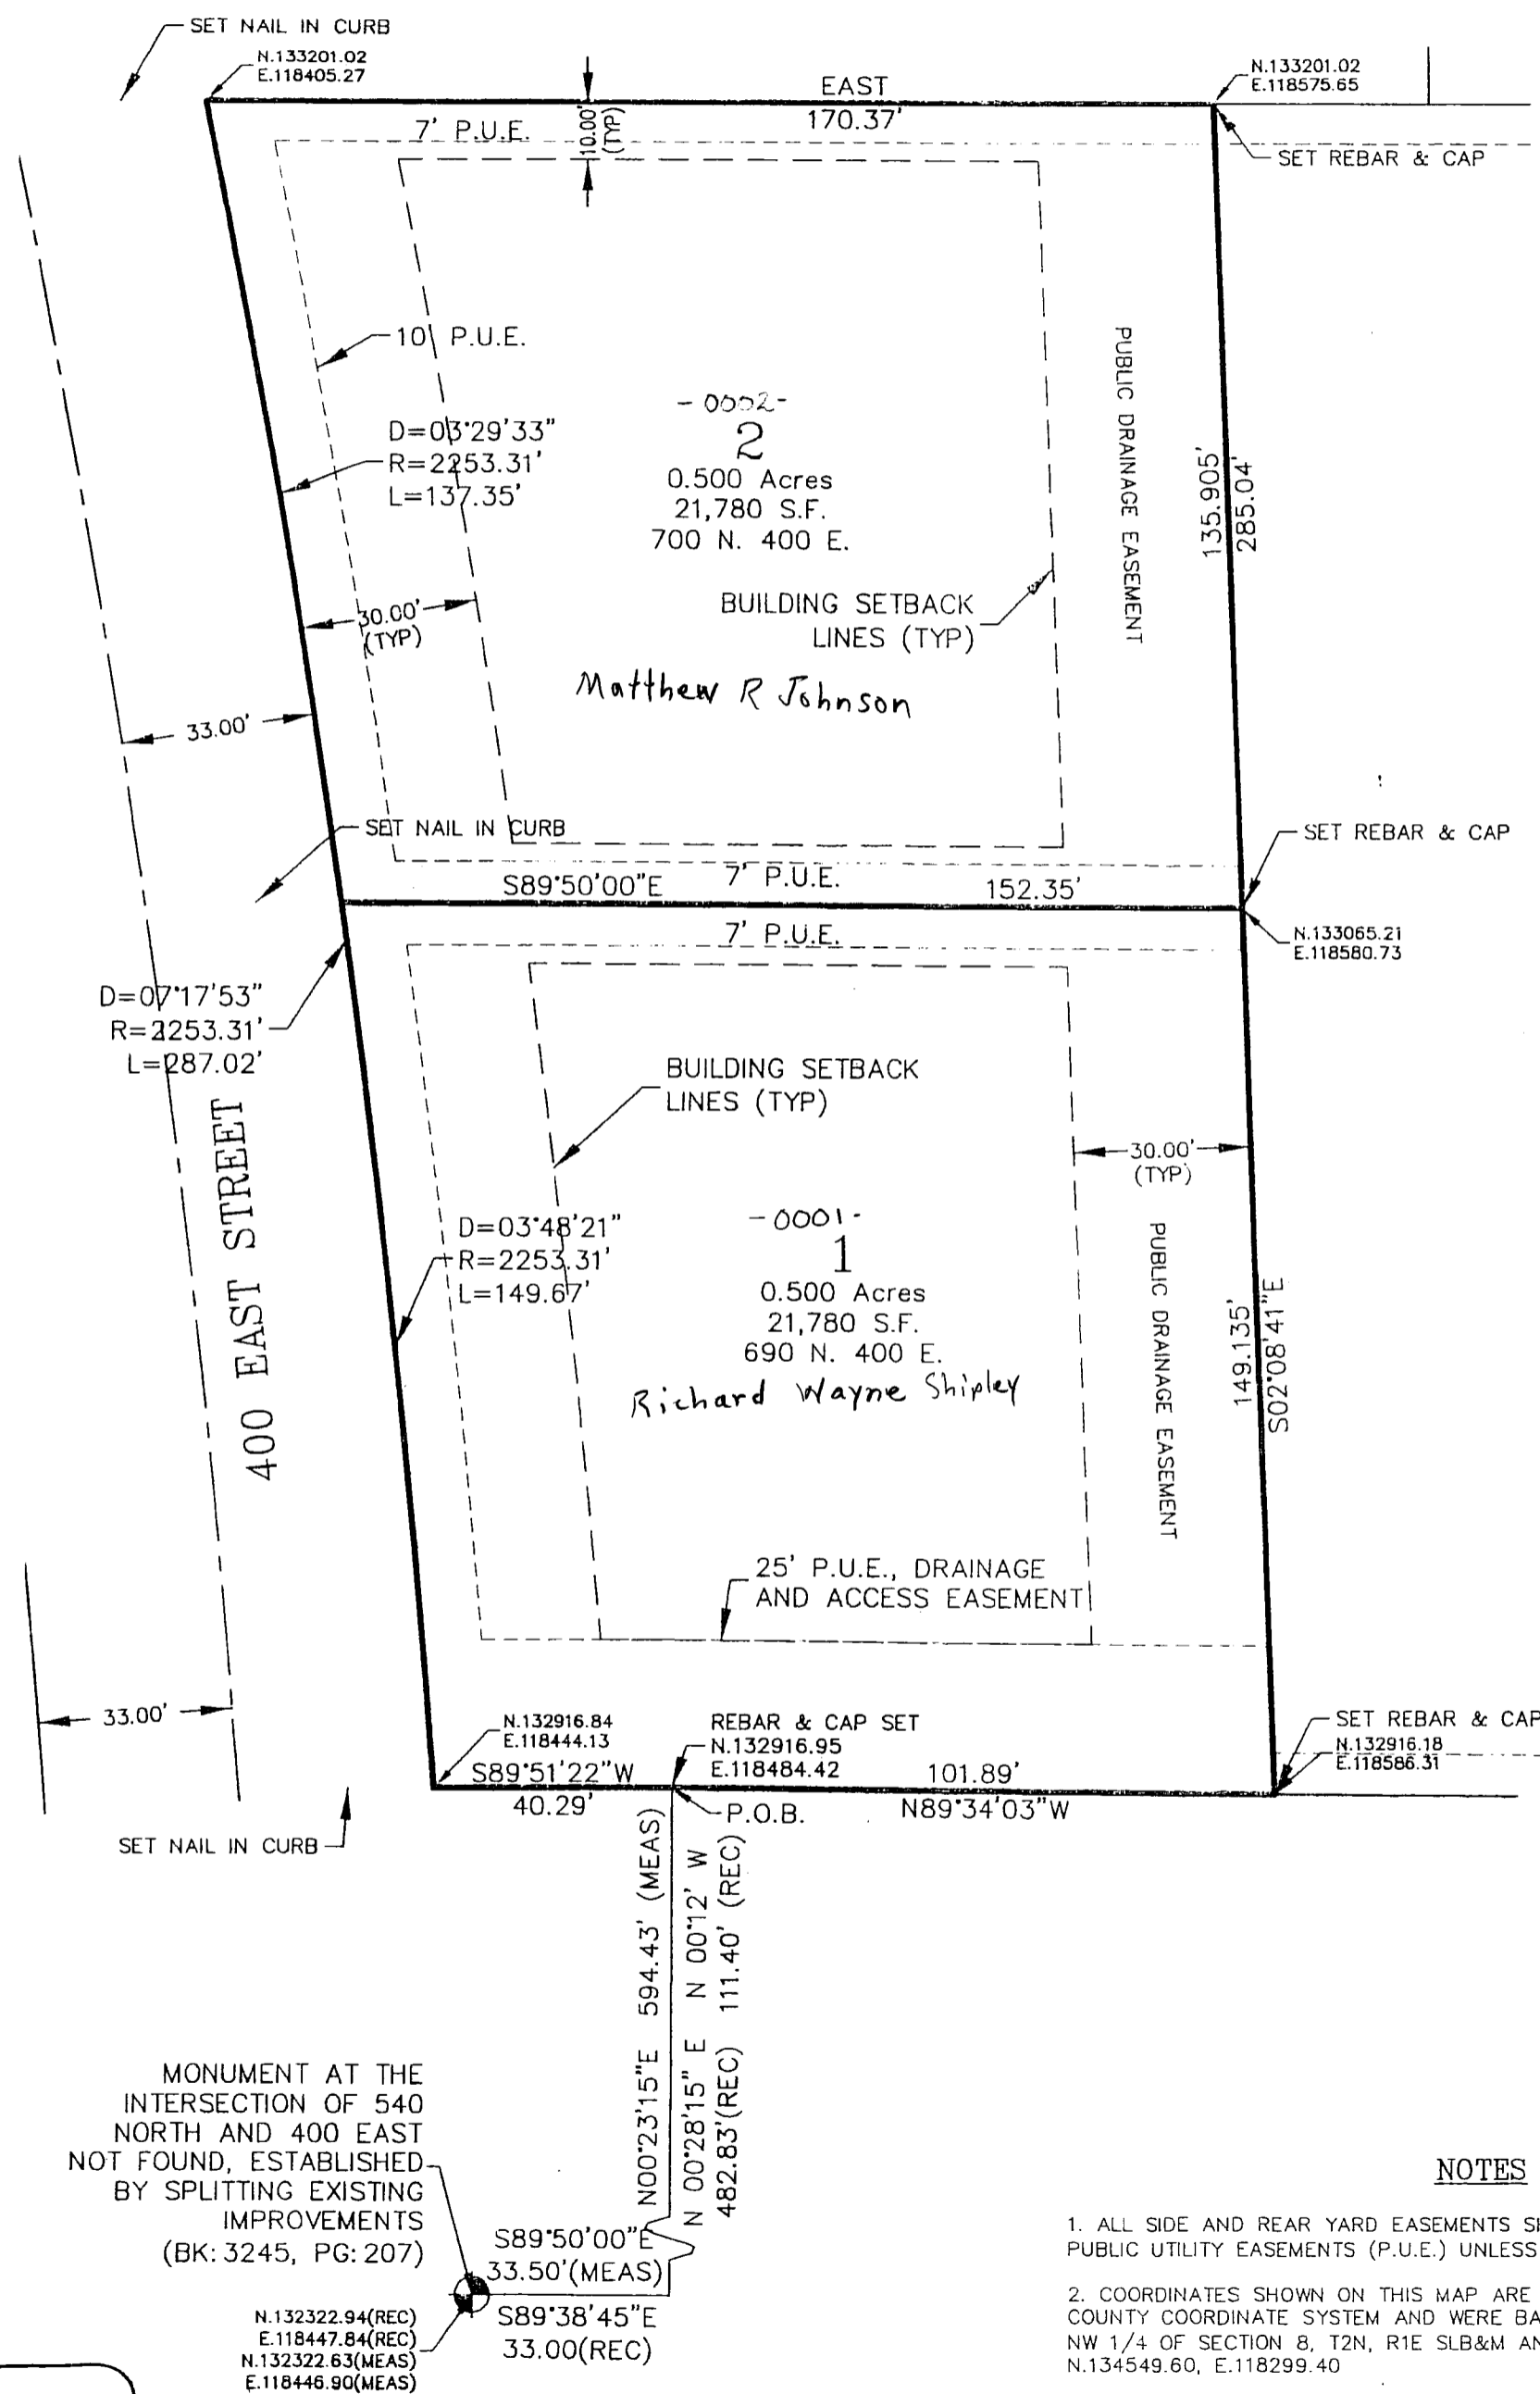 SET NAIL IN CURB
N.133201.02
E.118405.27
EAST
170.37'
10.00'
(TYP)
N.133201.02
E.118575.65
7' P.U.E.
SET REBAR & CAP
10' P.U.E.
D=03°29'33"
R=2253.31'
L=137.35'
-0002-
2
0.500 Acres
21,780 S.F.
700 N. 400 E.
PUBLIC DRAINAGE EASEMENT
135.905'
285.04'
30.00'
(TYP)
BUILDING SETBACK
LINES (TYP)
Matthew R Johnson
33.00'
SET NAIL IN CURB
SET REBAR & CAP
7' P.U.E.
S89°50'00"E
152.35'
7' P.U.E.
N.133065.21
E.118580.73
D=07°17'53"
R=2253.31'
L=287.02'
BUILDING SETBACK
LINES (TYP)
400 EAST STREET
30.00'
(TYP)
D=03°48'21"
R=2253.31'
L=149.67'
-0001-
1
0.500 Acres
21,780 S.F.
690 N. 400 E.
Richard Wayne Shipley
PUBLIC DRAINAGE EASEMENT
149.135'
S02°08'41"E
25' P.U.E., DRAINAGE
AND ACCESS EASEMENT
33.00'
N.132916.84
E.118444.13
REBAR & CAP SET
N.132916.95
E.118484.42
SET REBAR & CAP
N.132916.18
E.118586.31
S89°51'22"W
40.29'
101.89'
N89°34'03"W
P.O.B.
SET NAIL IN CURB
N00°23'15"E 594.43' (MEAS)
N 00°28'15" E N 00°12' W
482.83'(REC) 111.40' (REC)
MONUMENT AT THE
INTERSECTION OF 540
NORTH AND 400 EAST
NOT FOUND, ESTABLISHED
BY SPLITTING EXISTING
IMPROVEMENTS
(BK: 3245, PG: 207)
S89°50'00"E
33.50'(MEAS)
S89°38'45"E
33.00(REC)
N.132322.94(REC)
E.118447.84(REC)
N.132322.63(MEAS)
E.118446.90(MEAS)
NOTES
1. ALL SIDE AND REAR YARD EASEMENTS
PUBLIC UTILITY EASEMENTS (P.U.E.) UNLESS
2. COORDINATES SHOWN ON THIS MAP ARE
COUNTY COORDINATE SYSTEM AND WERE
NW 1/4 OF SECTION 8, T2N, R1E SLB&M
N.134549.60, E.118299.40